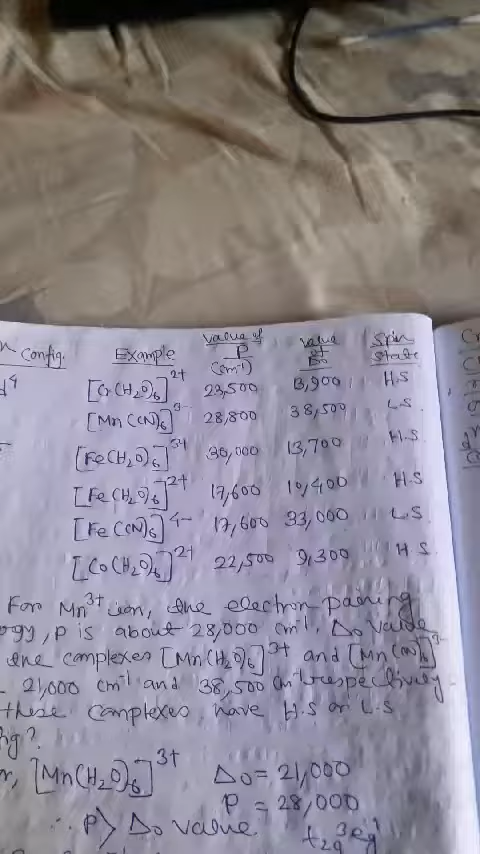 Config. Example Value of P (cm⁻¹) Value of Δo Spin State
d⁴ [Cr(H₂O)₆]²⁺ 23,500 13,900 H.S
[Mn(CN)₆]³⁻ 28,800 38,500 L.S.
[Fe(H₂O)₆]³⁺ 30,000 13,700 H.S.
[Fe(H₂O)₆]²⁺ 17,600 10,400 H.S
[Fe(CN)₆]⁴⁻ 17,600 33,000 L.S.
[Co(H₂O)₆]²⁺ 22,500 9,300 H.S.
For Mn³⁺ ion, the electron pairing
, P is about 28,000 cm⁻¹. Δo value
the complexes [Mn(H₂O)₆]³⁺ and [Mn(CN)₆]³⁻
21,000 cm⁻¹ and 38,500 cm⁻¹ respectively
these complexes have H.S or L.S
?
[Mn(H₂O)₆]³⁺ Δo = 21,000
P = 28,000
∴ P > Δo value. t₂g³eg¹